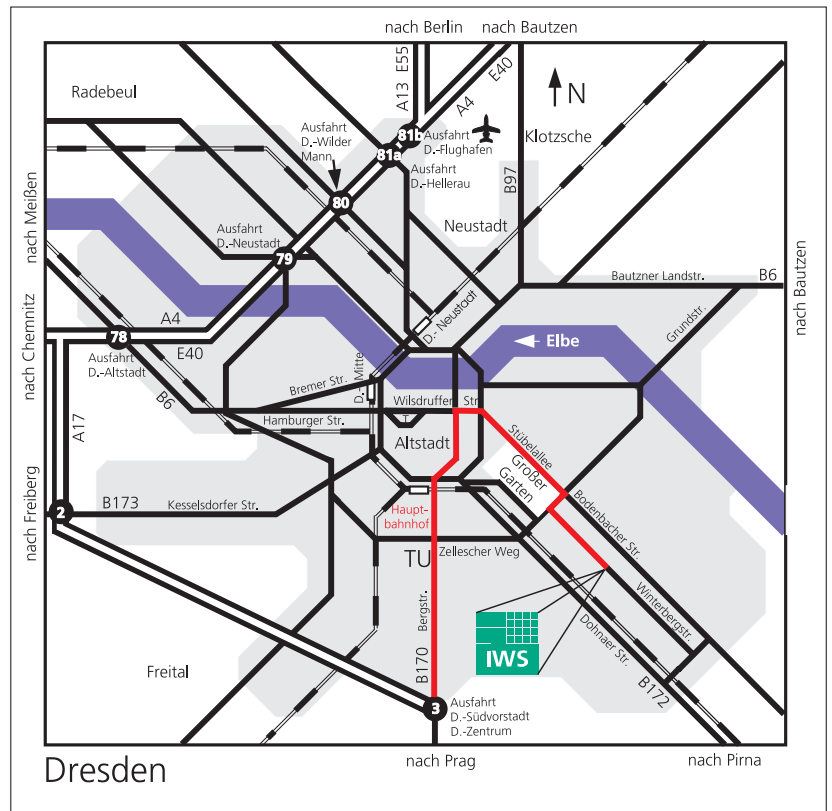 nach Berlin
nach Bautzen
Radebeul
A13 E55
A4
E40
N
Klotzsche
81b
81a
Ausfahrt
D.-Flughafen
Ausfahrt
D.-Wilder
Mann
Ausfahrt
D.-Hellerau
B97
80
nach Meißen
Ausfahrt
D.-Neustadt
79
Neustadt
Bautzner Landstr.
B6
nach Bautzen
nach Chemnitz
A4
78
E40
Ausfahrt
D.-Altstadt
D.- Neustadt
Elbe
Grundstr.
B6
D.- Mitte
Bremer Str.
Wilsdruffer Str.
Hamburger Str.
T
Altstadt
A17
Stübelallee
Großer
Garten
nach Freiberg
2
B173
Kesselsdorfer Str.
Haupt-
bahnhof
Bodenbacher Str.
TU
Zellescher Weg
Bergstr.
B170
IWS
Winterbergstr.
Dohnaer Str.
B172
Freital
3
Ausfahrt
D.-Südvorstadt
D.-Zentrum
Dresden
nach Prag
nach Pirna